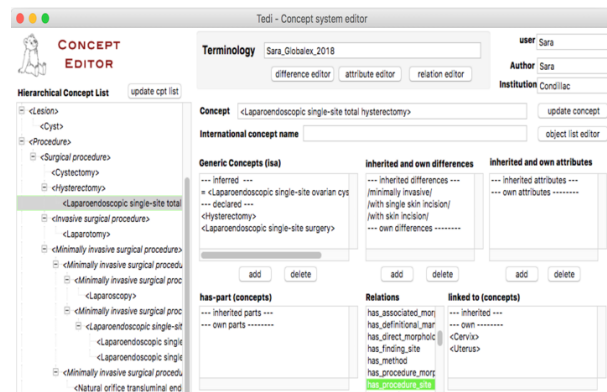 Tedi - Concept system editor
CONCEPT
EDITOR
Terminology Sara_Globalex_2018
difference editor attribute editor relation editor
user Sara
Author Sara
Institution Condillac
Hierarchical Concept List update cpt list
<Lesion>
<Cyst>
<Procedure>
<Surgical procedure>
<Cystectomy>
<Hysterectomy>
<Laparoendoscopic single-site total
<Invasive surgical procedure>
<Laparotomy>
<Minimally invasive surgical procedure>
<Minimally invasive surgical procedu
<Minimally invasive surgical proc
<Laparoscopy>
<Minimally invasive surgical proc
<Laparoendoscopic single-sit
<Laparoendoscopic single
<Laparoendoscopic single
<Minimally invasive surgical procedu
<Natural orifice transluminal end
Concept <Laparoendoscopic single-site total hysterectomy> update concept
International concept name object list editor
Generic Concepts (isa)
--- inferred ---
= <Laparoendoscopic single-site ovarian cys
--- declared ---
<Hysterectomy>
<Laparoendoscopic single-site surgery>
add delete
inherited and own differences
--- inherited differences ---
/minimally invasive/
/with single skin incision/
/with skin incision/
--- own differences --------
add delete
inherited and own attributes
--- inherited attributes ---
--- own attributes --------
add delete
has-part (concepts)
--- inherited parts ---
--- own parts --------
Relations
has_associated_morp
has_definitional_man
has_direct_morpholo
has_finding_site
has_method
has_procedure_morp
has_procedure_site
linked to (concepts)
--- inherited ---
--- own --------
<Cervix>
<Uterus>